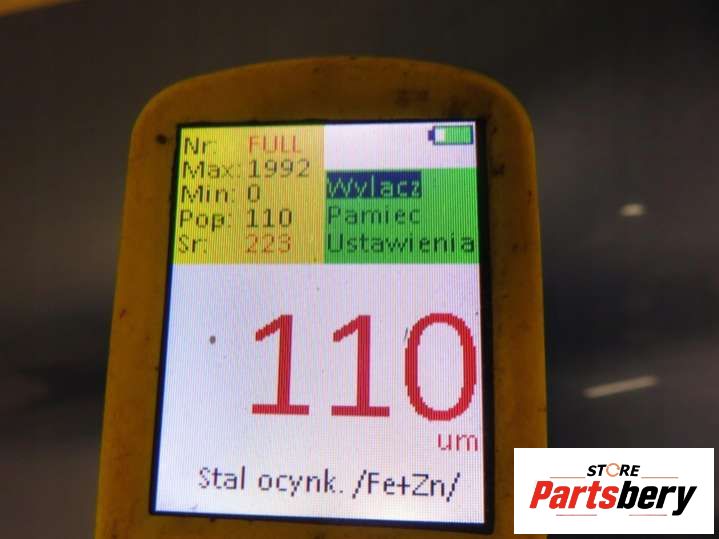 Nr: FULL
Max: 1992
Min: 0
Pop: 110
Sr: 223
Wylacz
Pamiec
Ustawienia
110
um
Stal ocynk. /Fe+Zn/
STORE
Partsbery